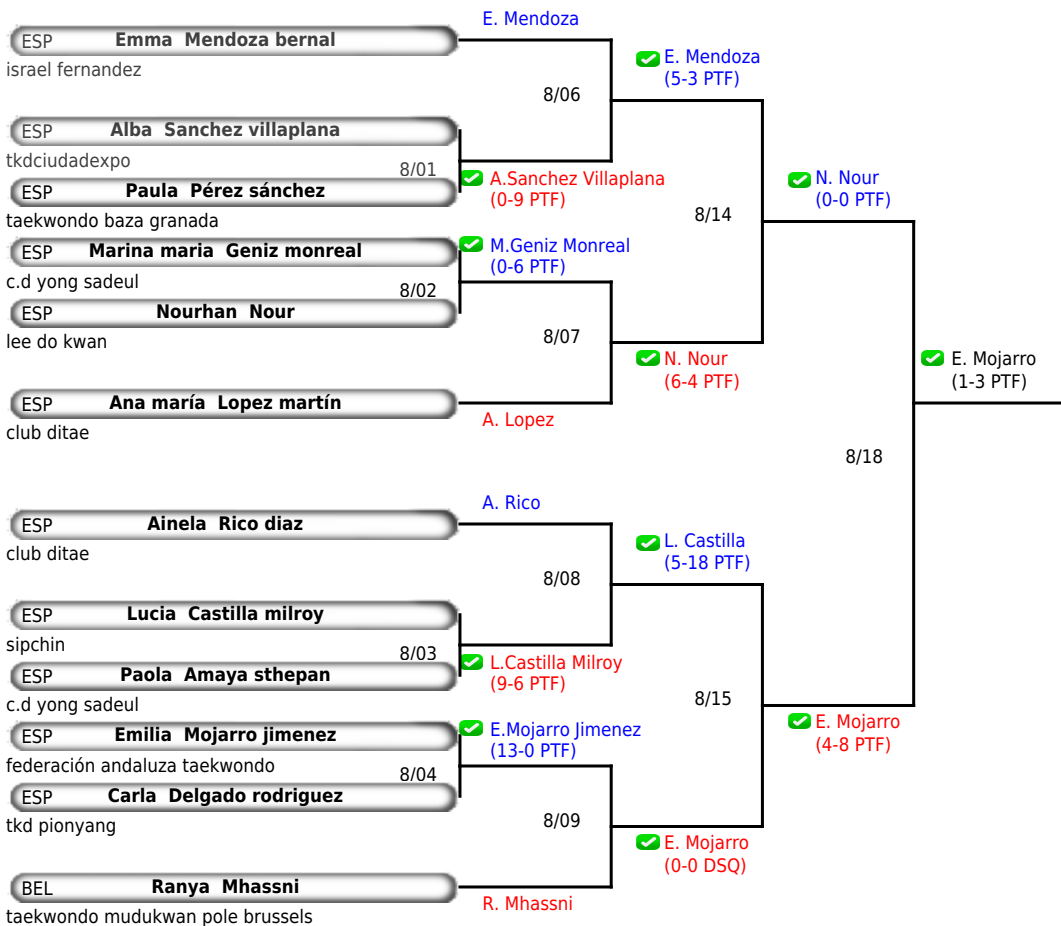 E. Mendoza
ESP Emma Mendoza bernal
israel fernandez
E. Mendoza
(5-3 PTF)
8/06
ESP Alba Sanchez villaplana
tkdciudadexpo
8/01
ESP Paula Pérez sánchez
taekwondo baza granada
A.Sanchez Villaplana
(0-9 PTF)
N. Nour
(0-0 PTF)
8/14
ESP Marina maria Geniz monreal
c.d yong sadeul
8/02
M.Geniz Monreal
(0-6 PTF)
ESP Nourhan Nour
lee do kwan
8/07
N. Nour
(6-4 PTF)
E. Mojarro
(1-3 PTF)
ESP Ana maría Lopez martín
club ditae
A. Lopez
8/18
A. Rico
ESP Ainela Rico diaz
club ditae
L. Castilla
(5-18 PTF)
8/08
ESP Lucia Castilla milroy
sipchin
8/03
ESP Paola Amaya sthepan
c.d yong sadeul
L.Castilla Milroy
(9-6 PTF)
8/15
ESP Emilia Mojarro jimenez
federación andaluza taekwondo
8/04
E.Mojarro Jimenez
(13-0 PTF)
E. Mojarro
(4-8 PTF)
ESP Carla Delgado rodriguez
tkd pionyang
8/09
E. Mojarro
(0-0 DSQ)
BEL Ranya Mhassni
taekwondo mudukwan pole brussels
R. Mhassni